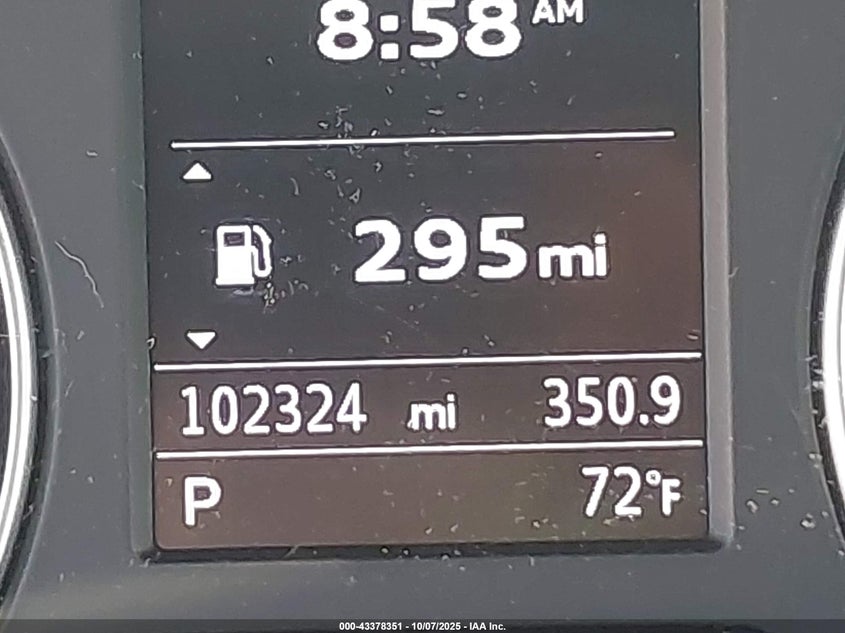 8:58 AM
295 mi
102324 mi 350.9
P 72°F
000-43378351 - 10/07/2025 - IAA Inc.